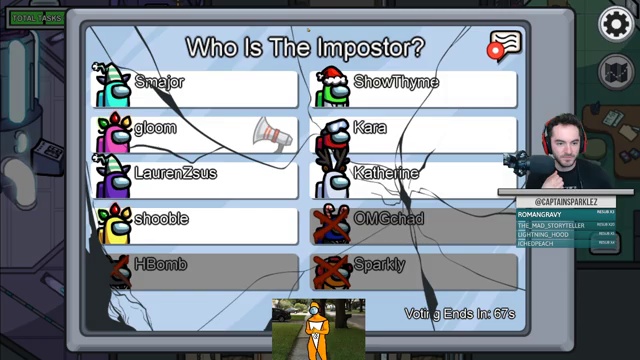 TOTAL TASKS
Who Is The Impostor?
Smajor
ShowThyme
gloom
Kara
LaurenZsus
Katherine
shooble
OMGchad
HBomb
Sparkly
Voting Ends In: 67s
@CAPTAINSPARKLEZ
ROMANGRAVY
THE_MAD_STORYTELLER
LIGHTNING_HOOD
ICHEDPEACH